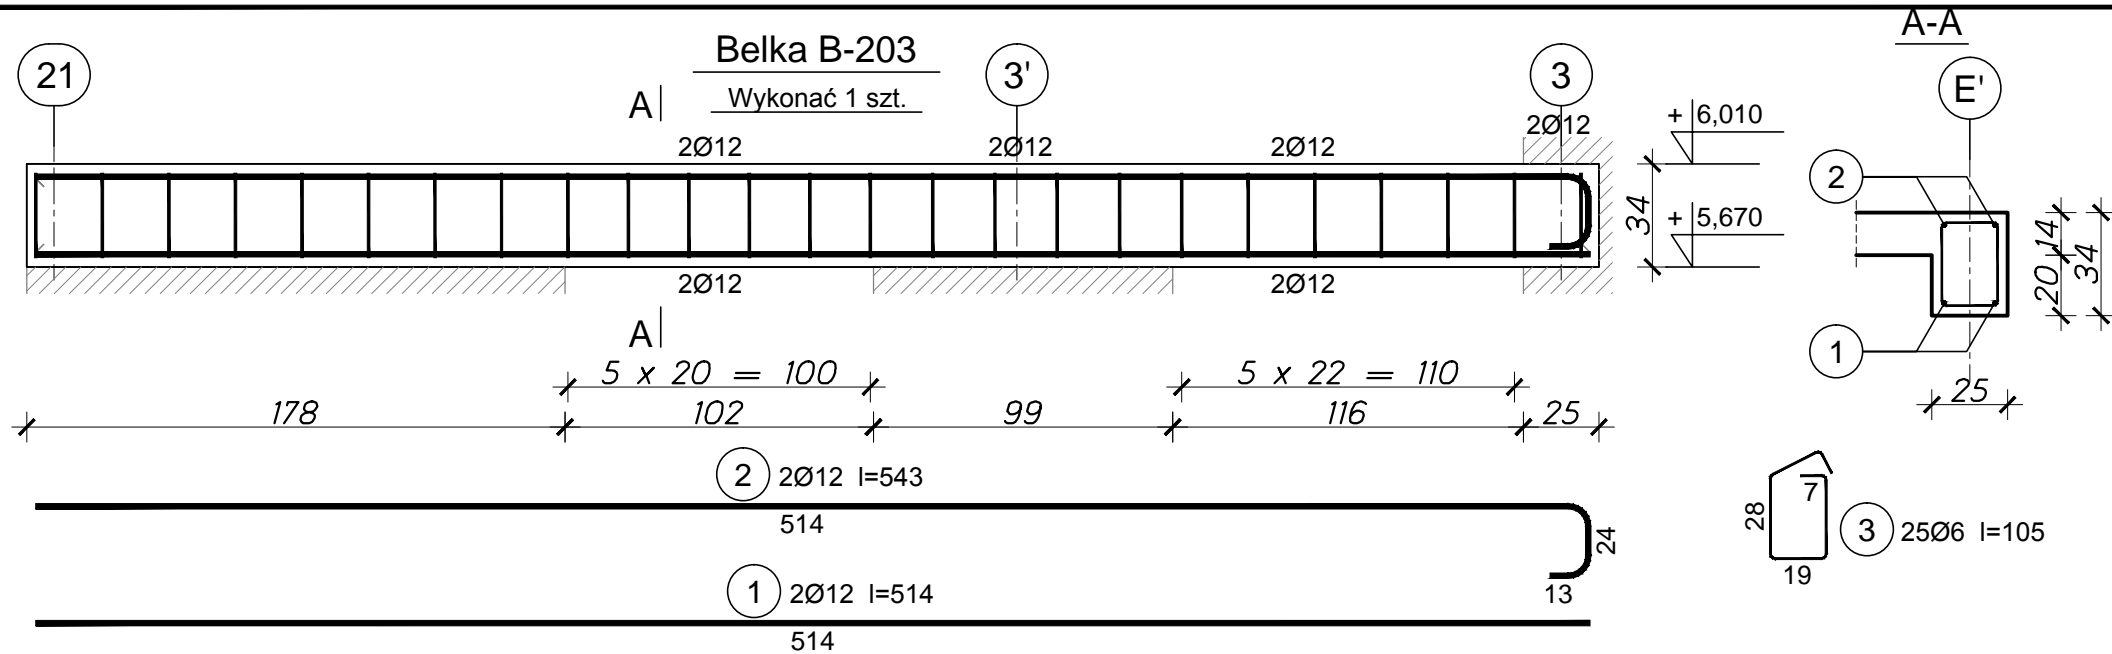 Belka B-203
Wykonać 1 szt.
A-A
21
3'
3
E'
A
2Ø12
2Ø12
2Ø12
2Ø12
+ 6,010
+ 5,670
34
2
1
14
20
34
25
2Ø12
2Ø12
A
5 x 20 = 100
5 x 22 = 110
178
102
99
116
25
2 2Ø12 l=543
514
24
13
1 2Ø12 l=514
514
28
7
19
3 25Ø6 l=105